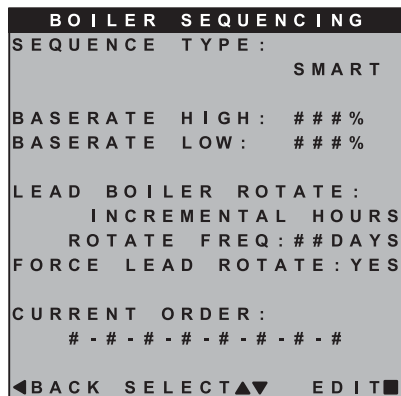 BOILER SEQUENCING
SEQUENCE TYPE:
SMART
BASERATE HIGH: ###%
BASERATE LOW: ###%
LEAD BOILER ROTATE:
INCREMENTAL HOURS
ROTATE FREQ:##DAYS
FORCE LEAD ROTATE:YES
CURRENT ORDER:
#-#-#-#-#-#-#-#
◀BACK SELECT▲▼ EDIT■